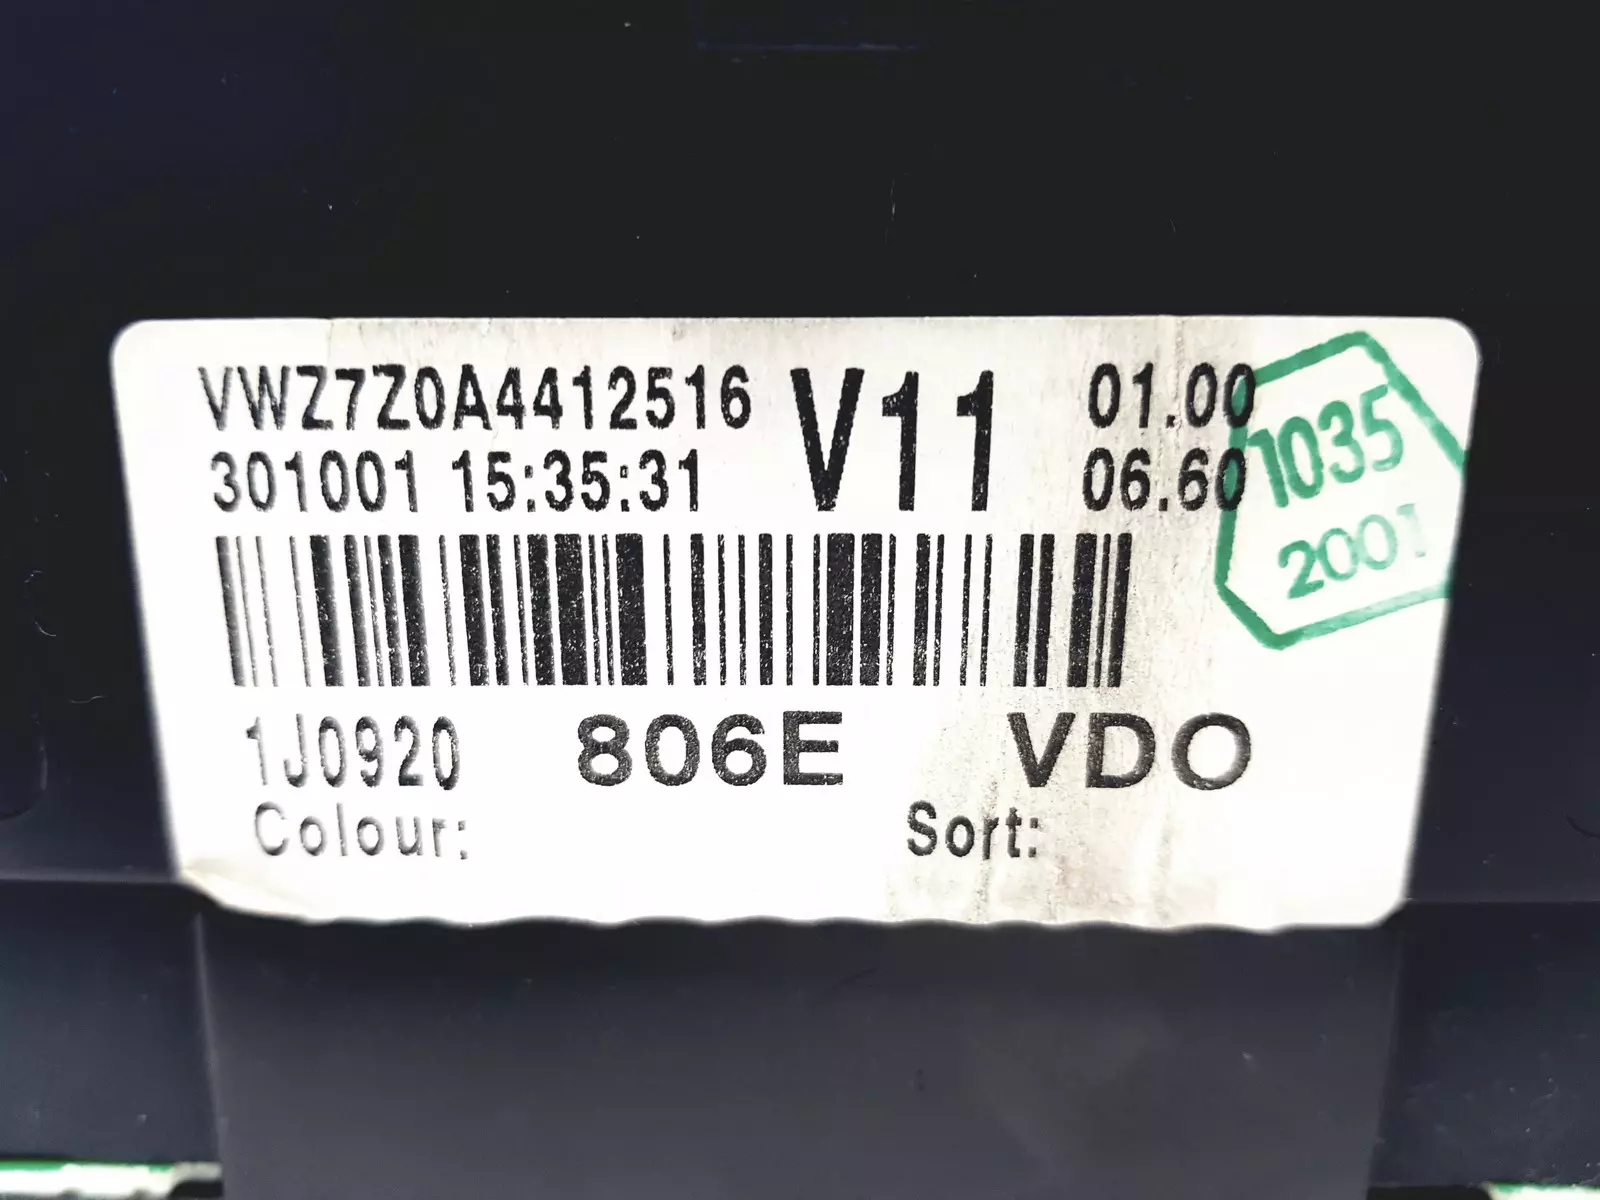 VWZ7Z0A4412516 V11 01.00
301001 15:35:31 06.60
1035
2001
1J0920 806E VDO
Colour: Sort: